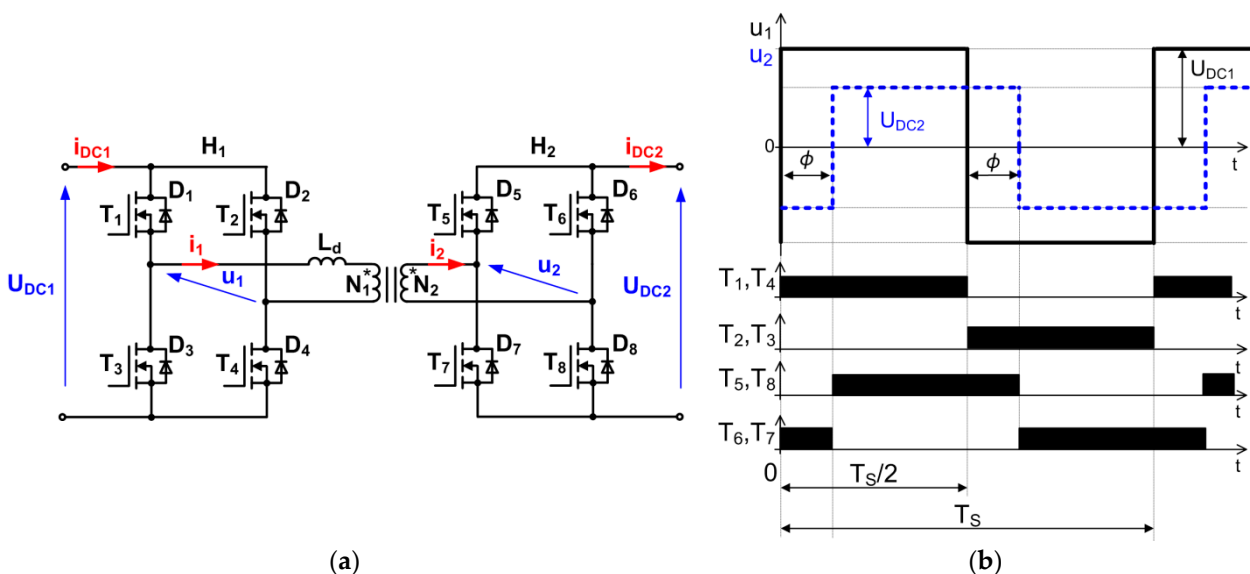 i_DC1
H_1
H_2
i_DC2
T_1
D_1
T_2
D_2
T_5
D_5
T_6
D_6
U_DC1
i_1
u_1
L_d
N_1
*
*
N_2
i_2
u_2
U_DC2
T_3
D_3
T_4
D_4
T_7
D_7
T_8
D_8
(a)
u_1
u_2
U_DC1
U_DC2
0
t
ϕ
ϕ
T_1,T_4
t
T_2,T_3
t
T_5,T_8
t
T_6,T_7
t
0
T_S/2
T_S
(b)